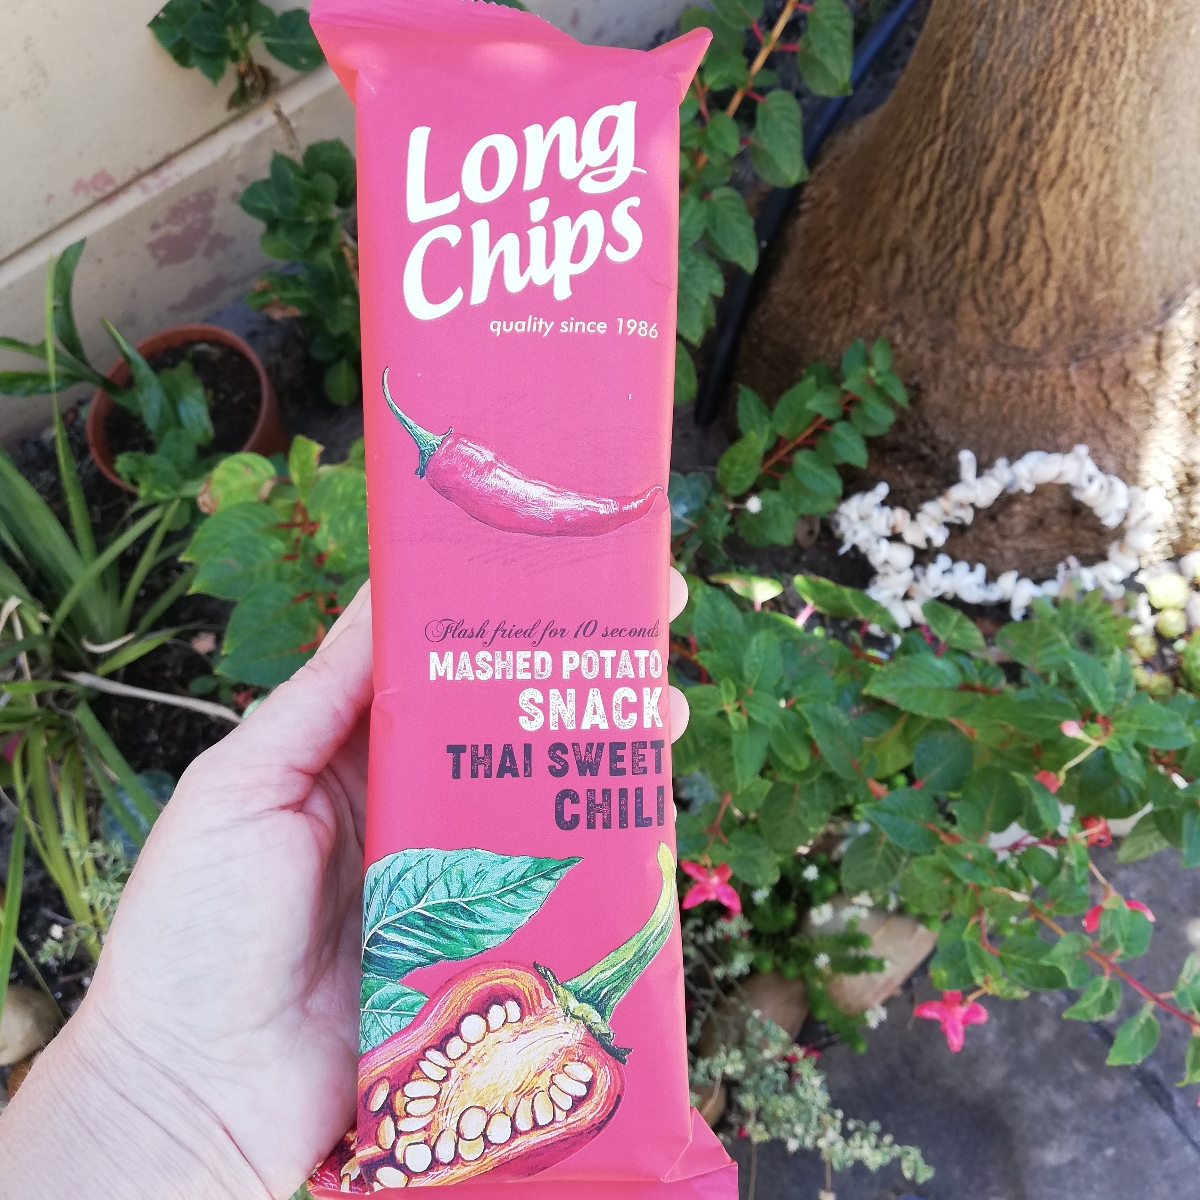 Long
Chips
quality since 1986
Flash fried for 10 seconds
MASHED POTATO
SNACK
THAI SWEET
CHILI